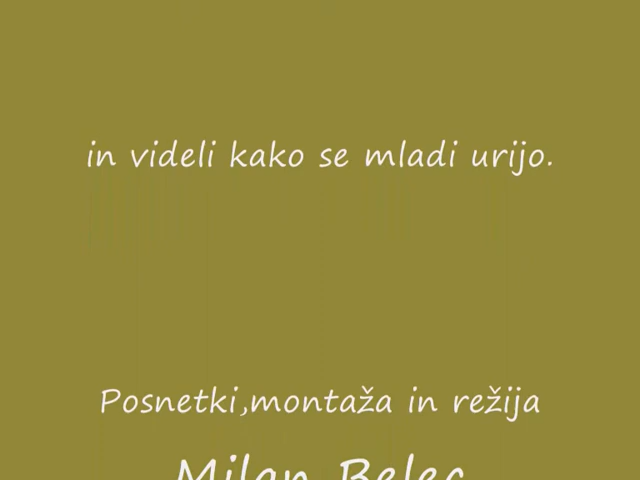 in videli kako se mladi urijo.
Posnetki,montaža in režija
Milan Belec